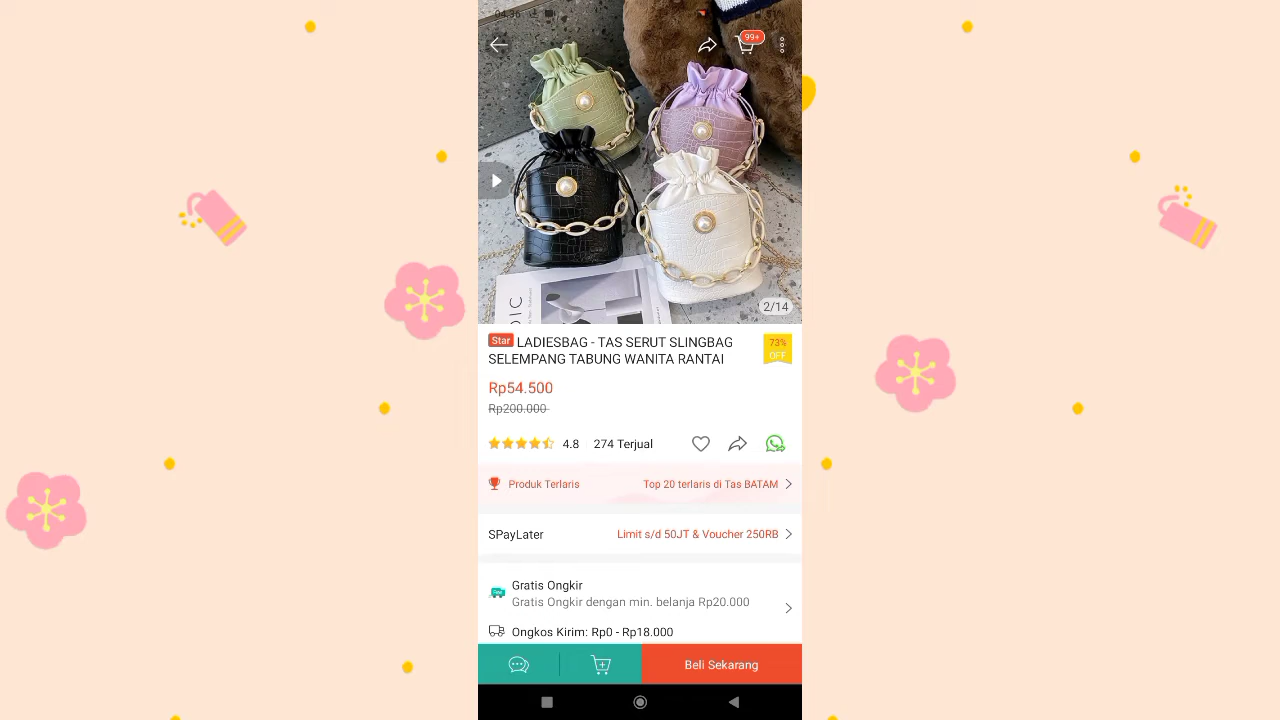 04.36
99+
2/14
Star LADIESBAG - TAS SERUT SLINGBAG
SELEMPANG TABUNG WANITA RANTAI
73%
OFF
Rp54.500
Rp200.000
4.8 274 Terjual
Produk Terlaris Top 20 terlaris di Tas BATAM
SPayLater Limit s/d 50JT & Voucher 250RB
Gratis Ongkir
Gratis Ongkir dengan min. belanja Rp20.000
Ongkos Kirim: Rp0 - Rp18.000
Beli Sekarang